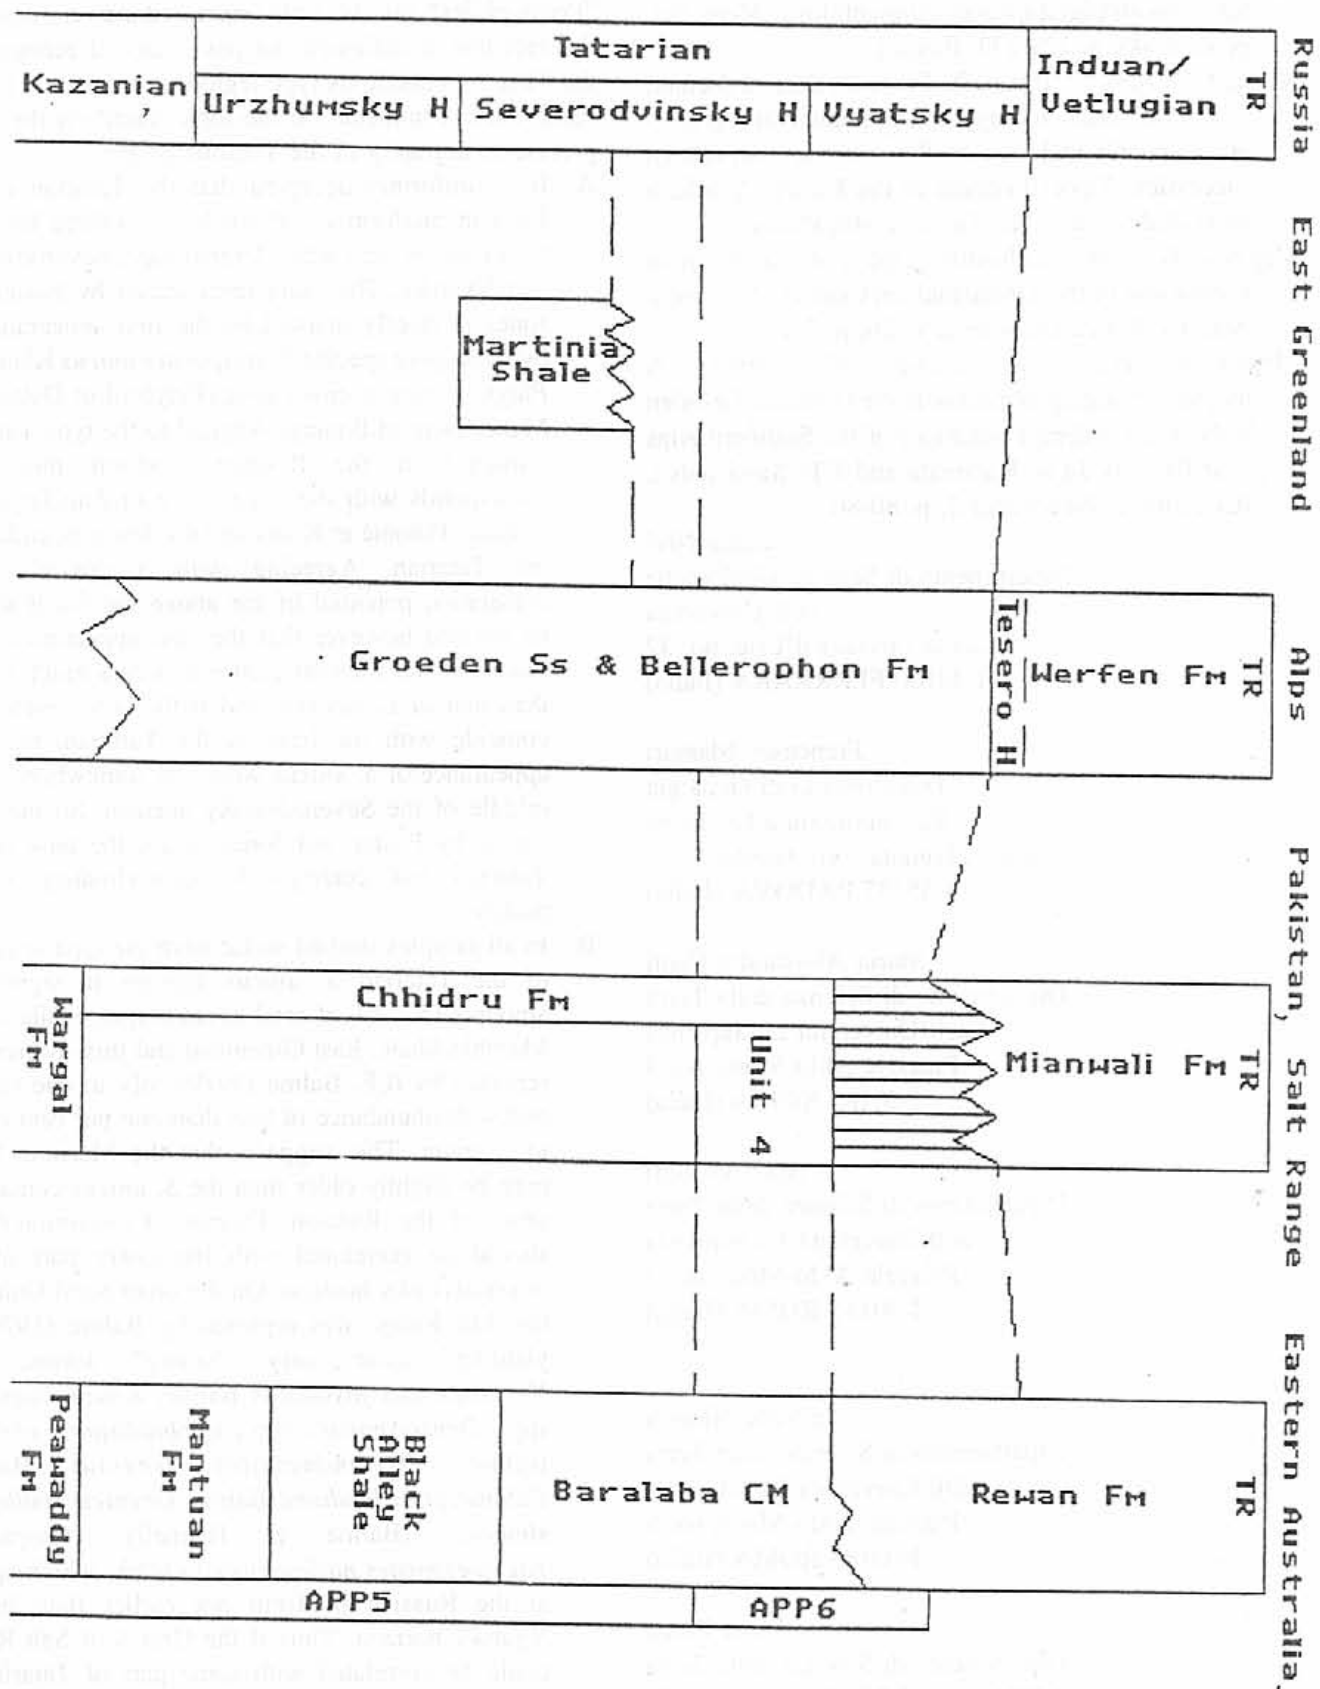 Russia
Kazanian
Tatarian
Urzhumsky H
Severodvinsky H
Vyatsky H
Induan/
Vetlugian
TR
East Greenland
Martinia
Shale
Alps
Groeden Ss & Bellerophon Fm
Tesero H
Werfen Fm
TR
Pakistan, Salt Range
Wargal
Fm
Chhidru Fm
Unit 4
Mianwali Fm
TR
Eastern Australia,
Peawaddy
Fm
Mantuan
Fm
Black
Alley
Shale
Baralaba CM
Rewan Fm
TR
APP5
APP6